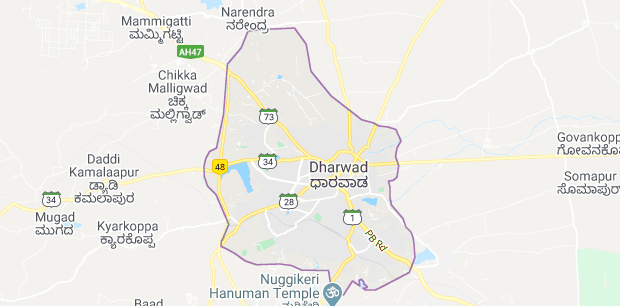 Narendra
ನರೇಂದ್ರ
Mammigatti
ಮಮ್ಮಿಗಟ್ಟಿ
AH47
Chikka
Malligwad
ಚಿಕ್ಕ
ಮಲ್ಲಿಗ್ವಾಡ್
73
Govankopp
ಗೋವನಕೊ
Daddi
Kamalaapur
ಡ್ಯಾಡಿ
ಕಮಲಾಪುರ
48
34
Dharwad
ಧಾರವಾಡ
Somapur
ಸೊಮಾಪುರ್
34
28
Mugad
ಮುಗದ
Kyarkoppa
ಕ್ಯಾರಕೊಪ್ಪ
1
PB Rd
Nuggikeri
Hanuman Temple
Baad